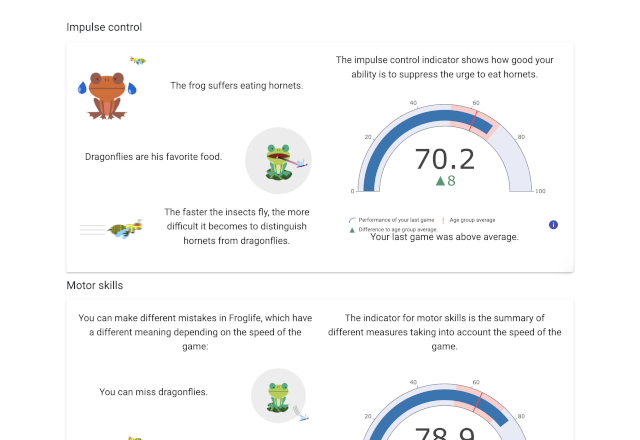 Impulse control
The frog suffers eating hornets.
Dragonflies are his favorite food.
The faster the insects fly, the more
difficult it becomes to distinguish
hornets from dragonflies.
The impulse control indicator shows how good your
ability is to suppress the urge to eat hornets.
0
20
40
60
80
100
70.2
▲8
Performance of your last game
Age group average
Difference to age group average.
Your last game was above average.
i
Motor skills
You can make different mistakes in Froglife, which have
a different meaning depending on the speed of the
game:
You can miss dragonflies.
The indicator for motor skills is the summary of
different measures taking into account the speed of the
game.
20
40
60
80
78.9